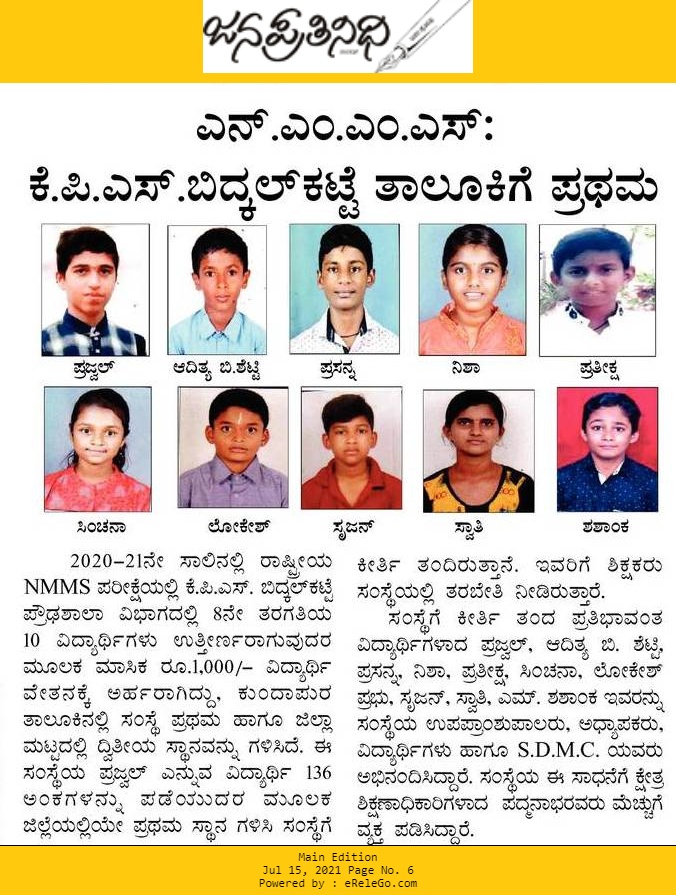 ಜನಪ್ರತಿನಿಧಿ
ಎನ್.ಎಂ.ಎಂ.ಎಸ್:
ಕೆ.ಪಿ.ಎಸ್.ಬಿದ್ಕಲ್‌ಕಟ್ಟೆ ತಾಲೂಕಿಗೆ ಪ್ರಥಮ
ಪ್ರಜ್ವಲ್ ಆದಿತ್ಯ ಬಿ.ಶೆಟ್ಟಿ ಪ್ರಸನ್ನ ನಿಶಾ ಪ್ರತೀಕ್ಷ
ಸಿಂಚನಾ ಲೋಕೇಶ್ ಸೃಜನ್ ಸ್ವಾತಿ ಶಶಾಂಕ
2020–21ನೇ ಸಾಲಿನಲ್ಲಿ ರಾಷ್ಟ್ರೀಯ
NMMS ಪರೀಕ್ಷೆಯಲ್ಲಿ ಕೆ.ಪಿ.ಎಸ್. ಬಿದ್ಕಲ್‌ಕಟ್ಟೆ
ಪ್ರೌಢಶಾಲಾ ವಿಭಾಗದಲ್ಲಿ 8ನೇ ತರಗತಿಯ
10 ವಿದ್ಯಾರ್ಥಿಗಳು ಉತ್ತೀರ್ಣರಾಗುವುದರ
ಮೂಲಕ ಮಾಸಿಕ ರೂ.1,000/– ವಿದ್ಯಾರ್ಥಿ
ವೇತನಕ್ಕೆ ಅರ್ಹರಾಗಿದ್ದು, ಕುಂದಾಪುರ
ತಾಲೂಕಿನಲ್ಲಿ ಸಂಸ್ಥೆ ಪ್ರಥಮ ಹಾಗೂ ಜಿಲ್ಲಾ
ಮಟ್ಟದಲ್ಲಿ ದ್ವಿತೀಯ ಸ್ಥಾನವನ್ನು ಗಳಿಸಿದೆ. ಈ
ಸಂಸ್ಥೆಯ ಪ್ರಜ್ವಲ್ ಎನ್ನುವ ವಿದ್ಯಾರ್ಥಿ 136
ಅಂಕಗಳನ್ನು ಪಡೆಯುದರ ಮೂಲಕ
ಜಿಲ್ಲೆಯಲ್ಲಿಯೇ ಪ್ರಥಮ ಸ್ಥಾನ ಗಳಿಸಿ ಸಂಸ್ಥೆಗೆ
ಕೀರ್ತಿ ತಂದಿರುತ್ತಾನೆ. ಇವರಿಗೆ ಶಿಕ್ಷಕರು
ಸಂಸ್ಥೆಯಲ್ಲಿ ತರಬೇತಿ ನೀಡಿರುತ್ತಾರೆ.
ಸಂಸ್ಥೆಗೆ ಕೀರ್ತಿ ತಂದ ಪ್ರತಿಭಾವಂತ
ವಿದ್ಯಾರ್ಥಿಗಳಾದ ಪ್ರಜ್ವಲ್, ಆದಿತ್ಯ ಬಿ. ಶೆಟ್ಟಿ,
ಪ್ರಸನ್ನ, ನಿಶಾ, ಪ್ರತೀಕ್ಷ, ಸಿಂಚನಾ, ಲೋಕೇಶ್
ಪ್ರಭು, ಸೃಜನ್, ಸ್ವಾತಿ, ಎಮ್. ಶಶಾಂಕ ಇವರನ್ನು
ಸಂಸ್ಥೆಯ ಉಪಪ್ರಾಂಶುಪಾಲರು, ಅಧ್ಯಾಪಕರು,
ವಿದ್ಯಾರ್ಥಿಗಳು ಹಾಗೂ S.D.M.C. ಯವರು
ಅಭಿನಂದಿಸಿದ್ದಾರೆ. ಸಂಸ್ಥೆಯ ಈ ಸಾಧನೆಗೆ ಕ್ಷೇತ್ರ
ಶಿಕ್ಷಣಾಧಿಕಾರಿಗಳಾದ ಪದ್ಮನಾಭರವರು ಮೆಚ್ಚುಗೆ
ವ್ಯಕ್ತ ಪಡಿಸಿದ್ದಾರೆ.
Main Edition
Jul 15, 2021 Page No. 6
Powered by : eReleGo.com